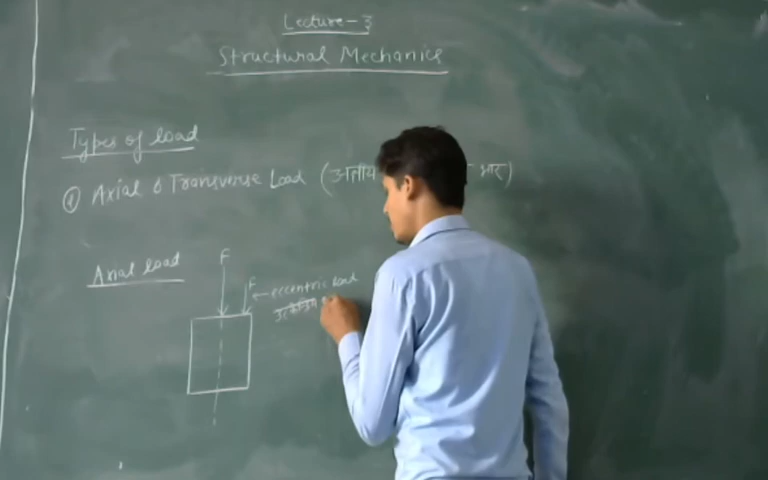 Lecture-3
Structural Mechanics
Types of load
① Axial & Transverse Load ( भार)
Axial load
F
F
← eccentric load